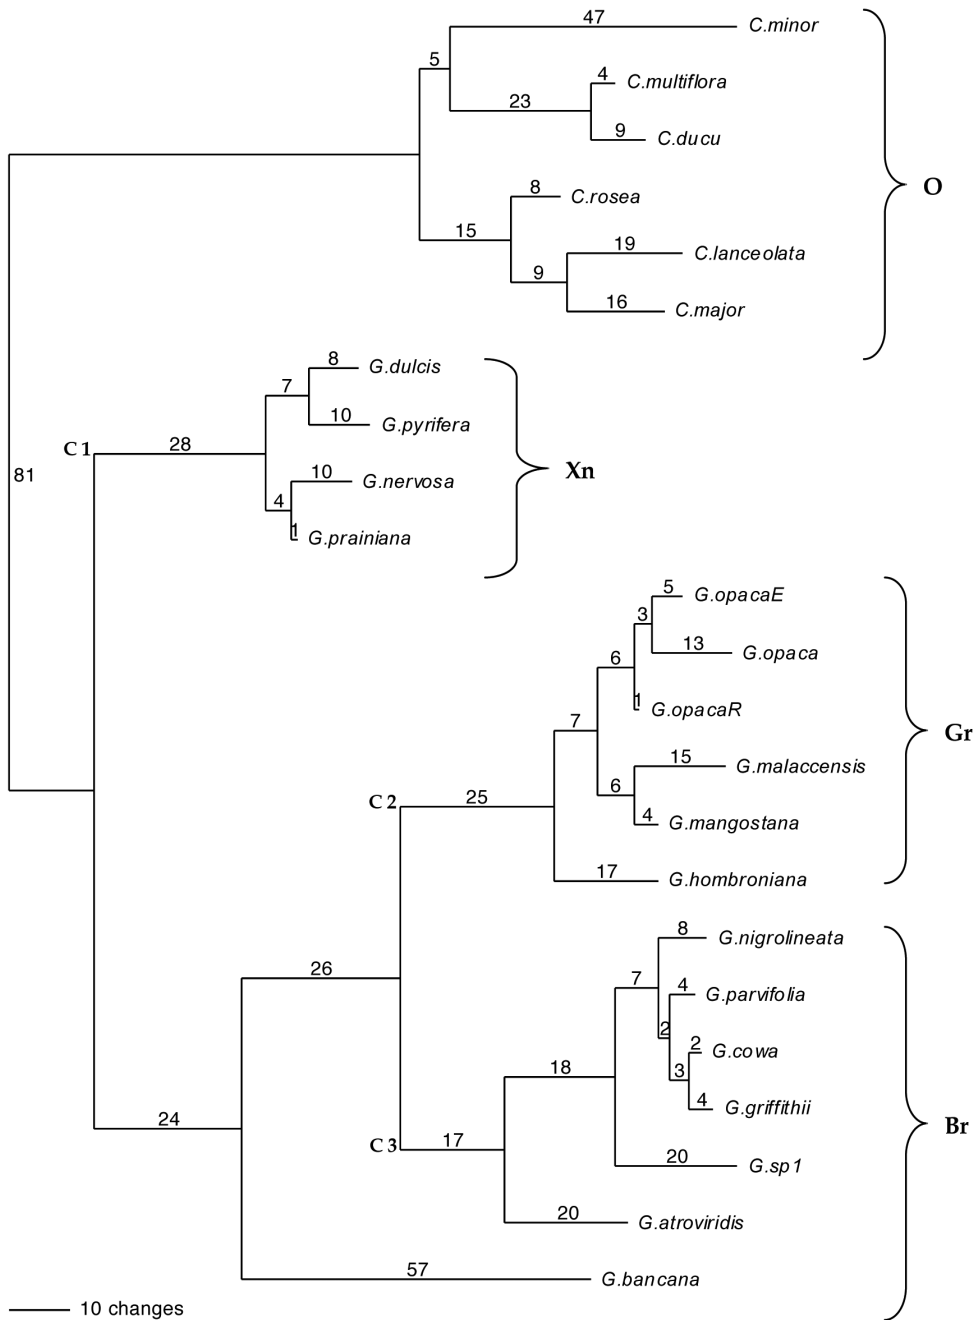 47
C.minor
5
4
C.multiflora
23
9
C.ducu
O
8
C.rosea
15
19
C.lanceolata
9
16
C.major
8
G.dulcis
7
10
G.pyrifera
C1
28
Xn
81
10
G.nervosa
4
1
G.prainiana
5
G.opacaE
3
13
G.opaca
6
1
G.opacaR
7
Gr
15
G.malaccensis
6
C2
25
4
G.mangostana
17
G.hombroniana
8
G.nigrolineata
26
7
4
G.parvifolia
2
2
G.cowa
18
3
4
G.griffithii
24
Br
C3
17
20
G.sp1
20
G.atroviridis
57
G.bancana
10 changes